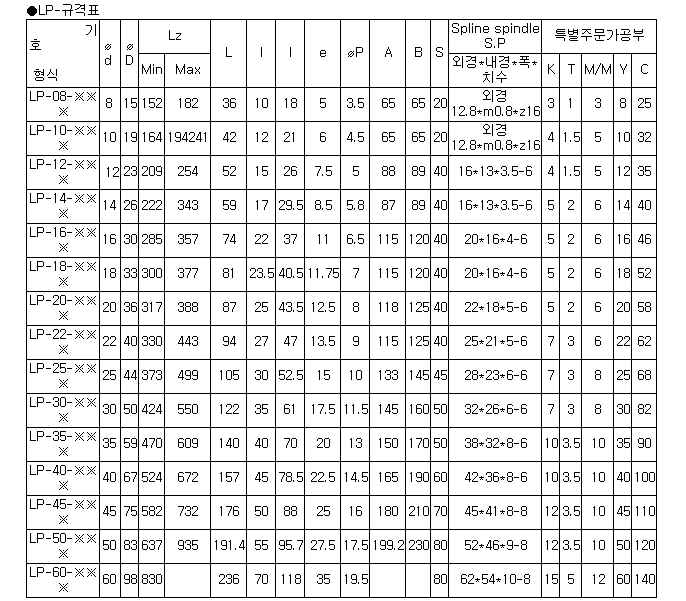 ●LP-규격표
기호 형식 ⌀d ⌀D Lz L l l e ⌀P A B S Spline spindle S.P 특별주문가공부
Min Max 외경*내경*폭*치수 K T M/M Y C
LP-08-※※※ 8 15 152 182 36 10 18 5 3.5 65 65 20 외경 12.8*m0.8*z16 3 1 3 8 25
LP-10-※※※ 10 19 164 194241 42 12 21 6 4.5 65 65 20 외경 12.8*m0.8*z16 4 1.5 5 10 32
LP-12-※※※ 12 23 209 254 52 15 26 7.5 5 88 89 40 16*13*3.5-6 4 1.5 5 12 35
LP-14-※※※ 14 26 222 343 59 17 29.5 8.5 5.8 87 89 40 16*13*3.5-6 5 2 6 14 40
LP-16-※※※ 16 30 285 357 74 22 37 11 6.5 115 120 40 20*16*4-6 5 2 6 16 46
LP-18-※※※ 18 33 300 377 81 23.5 40.5 11.75 7 115 120 40 20*16*4-6 5 2 6 18 52
LP-20-※※※ 20 36 317 388 87 25 43.5 12.5 8 118 125 40 22*18*5-6 5 2 6 20 58
LP-22-※※※ 22 40 330 443 94 27 47 13.5 9 115 125 40 25*21*5-6 7 3 6 22 62
LP-25-※※※ 25 44 373 499 105 30 52.5 15 10 133 145 45 28*23*6-6 7 3 8 25 68
LP-30-※※※ 30 50 424 550 122 35 61 17.5 11.5 145 160 50 32*26*6-6 7 3 8 30 82
LP-35-※※※ 35 59 470 609 140 40 70 20 13 150 170 50 38*32*8-6 10 3.5 10 35 90
LP-40-※※※ 40 67 524 672 157 45 78.5 22.5 14.5 165 190 60 42*36*8-6 10 3.5 10 40 100
LP-45-※※※ 45 75 582 732 176 50 88 25 16 180 210 70 45*41*8-8 12 3.5 10 45 110
LP-50-※※※ 50 83 637 935 191.4 55 95.7 27.5 17.5 199.2 230 80 52*46*9-8 12 3.5 10 50 120
LP-60-※※※ 60 98 830 236 70 118 35 19.5 80 62*54*10-8 15 5 12 60 140